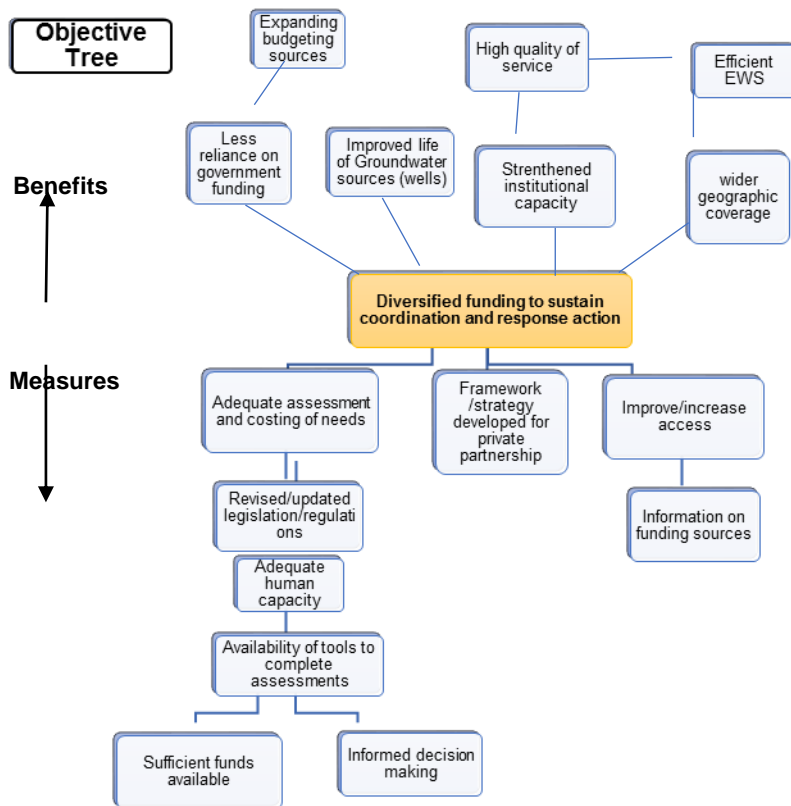 Objective
Tree
Expanding
budgeting
sources
High quality of
service
Efficient
EWS
Less
reliance on
government
funding
Improved life
of Groundwater
sources (wells)
Strenthened
institutional
capacity
wider
geographic
coverage
Benefits
Diversified funding to sustain
coordination and response action
Measures
Adequate assessment
and costing of needs
Framework
/strategy
developed for
private
partnership
Improve/increase
access
Revised/updated
legislation/regulati
ons
Information on
funding sources
Adequate
human
capacity
Availability of tools to
complete
assessments
Sufficient funds
available
Informed decision
making